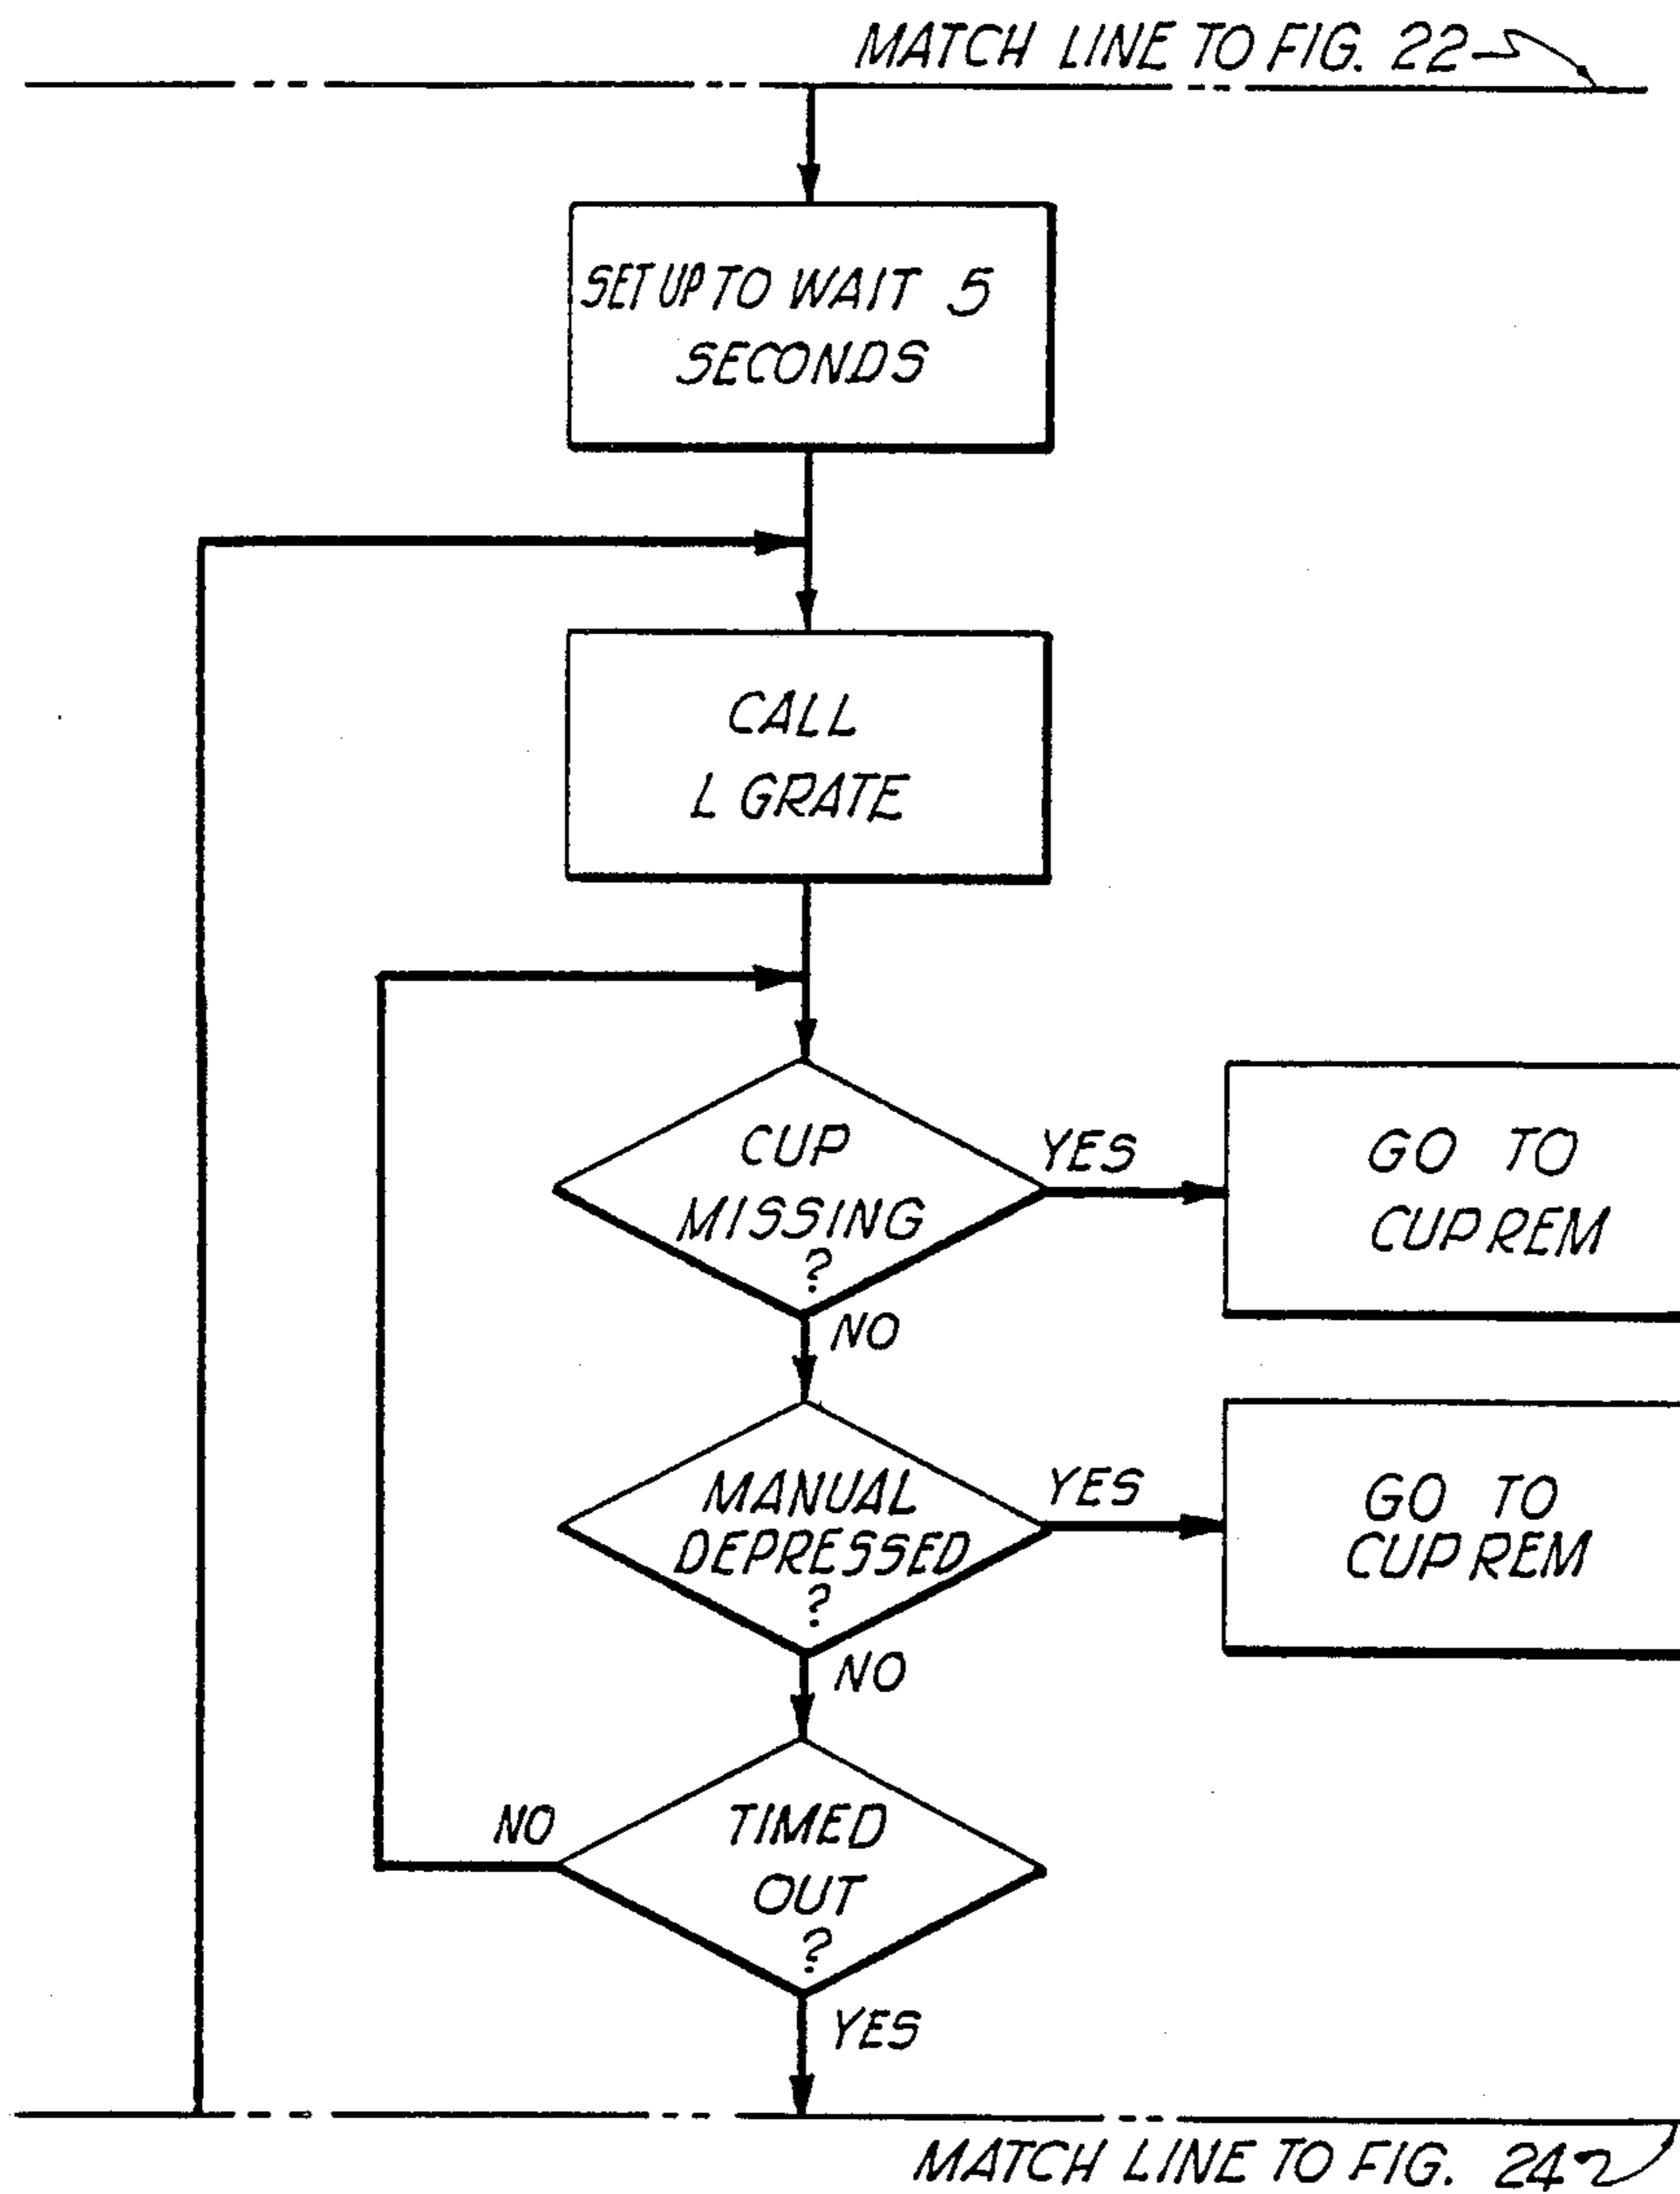 MATCH LINE TO FIG. 22
SET UP TO WAIT 5
SECONDS
CALL
L GRATE
CUP
MISSING
?
YES
GO TO
CUP REM
NO
MANUAL
DEPRESSED
?
YES
GO TO
CUP REM
NO
TIMED
OUT
?
NO
YES
MATCH LINE TO FIG. 24